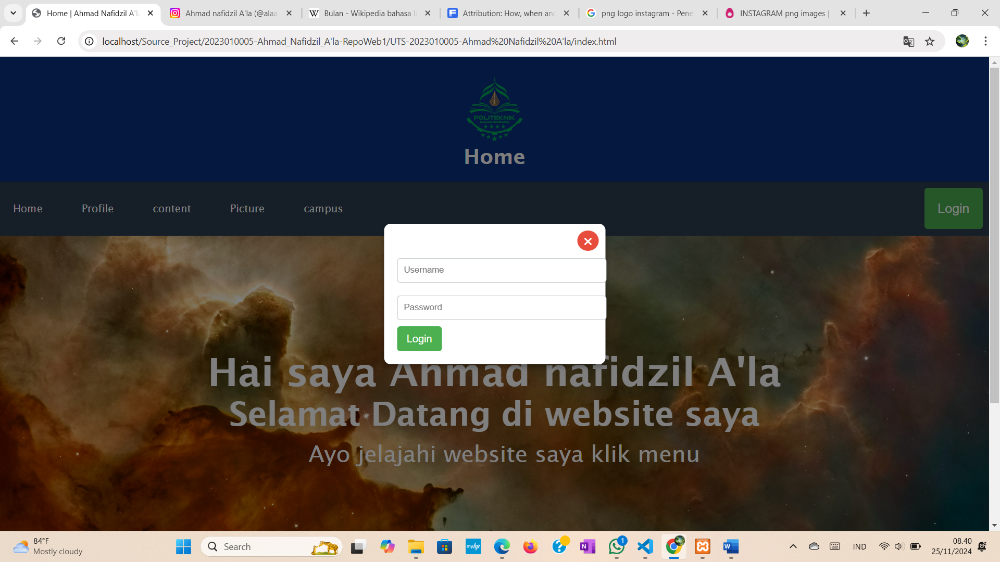 Home | Ahmad Nafidzil A'l
Ahmad nafidzil A'la (@alaa
Bulan - Wikipedia bahasa I
Attribution: How, when an
png logo instagram - Pene
INSTAGRAM png images |
localhost/Source_Project/2023010005-Ahmad_Nafidzil_A'la-RepoWeb1/UTS-2023010005-Ahmad%20Nafidzil%20A'la/index.html
POLITEKNIK
BALEKAMBANG
Home
Home Profile content Picture campus Login
Username
Password
Login
Hai saya Ahmad nafidzil A'la
Selamat Datang di website saya
Ayo jelajahi website saya klik menu
84°F
Mostly cloudy
Search
myhp
1
IND
08.40
25/11/2024